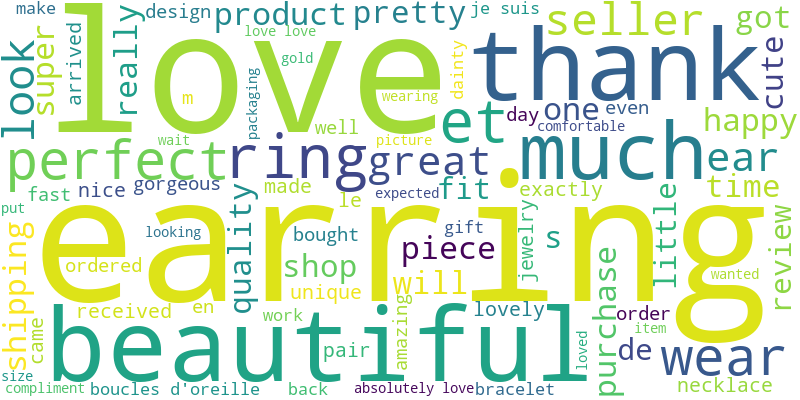 make
design
product
pretty
je suis
seller
got
look
super
arrived
really
love
love love
gold
m
packaging
wearing
dainty
thank
cute
one
even
day
comfortable
happy
wait
well
et
picture
perfect
ring
great
much
ear
fast
nice
gorgeous
made
le
expected
fit
exactly
time
put
earring
looking
quality
bought
gift
jewelry
s
little
review
shipping
ordered
shop
piece
will
unique
wanted
received
en
work
amazing
lovely
purchase
order
item
de
wear
came
beautiful
pair
loved
size
compliment
boucles d'oreille
back
absolutely love
bracelet
necklace